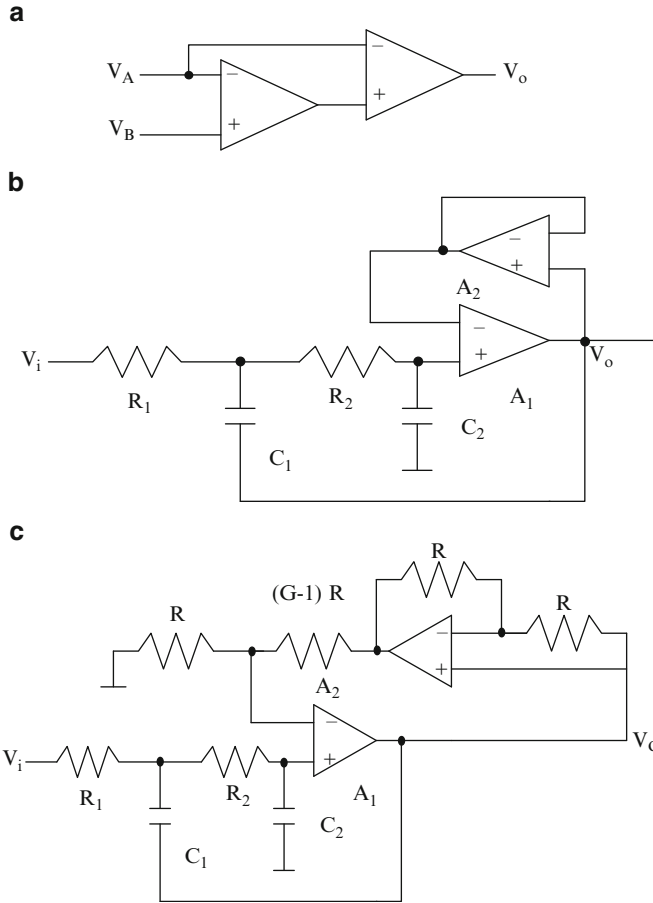 a
V_A
−
+
V_B
−
+
V_o
b
−
+
A_2
−
+
V_i
V_o
R_1
R_2
A_1
C_2
C_1
c
R
(G-1) R
R
R
−
+
A_2
−
+
V_i
V_o
R_1
R_2
A_1
C_2
C_1